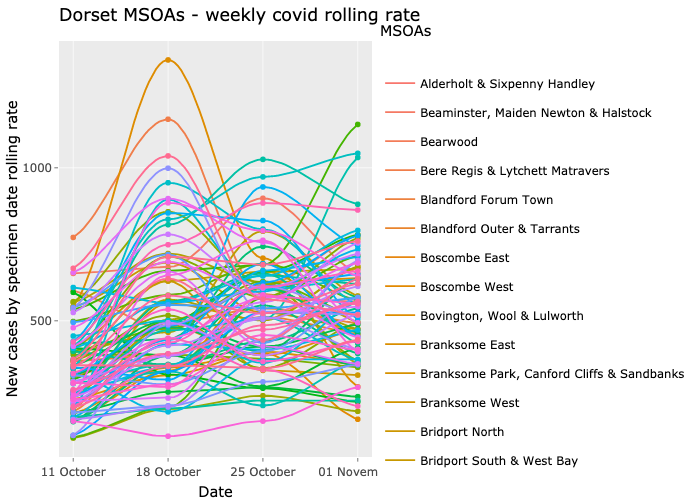 Dorset MSOAs - weekly covid rolling rate
MSOAs
New cases by specimen date rolling rate
1000
500
11 October
18 October
25 October
01 Novem
Date
Alderholt & Sixpenny Handley
Beaminster, Maiden Newton & Halstock
Bearwood
Bere Regis & Lytchett Matravers
Blandford Forum Town
Blandford Outer & Tarrants
Boscombe East
Boscombe West
Bovington, Wool & Lulworth
Branksome East
Branksome Park, Canford Cliffs & Sandbanks
Branksome West
Bridport North
Bridport South & West Bay